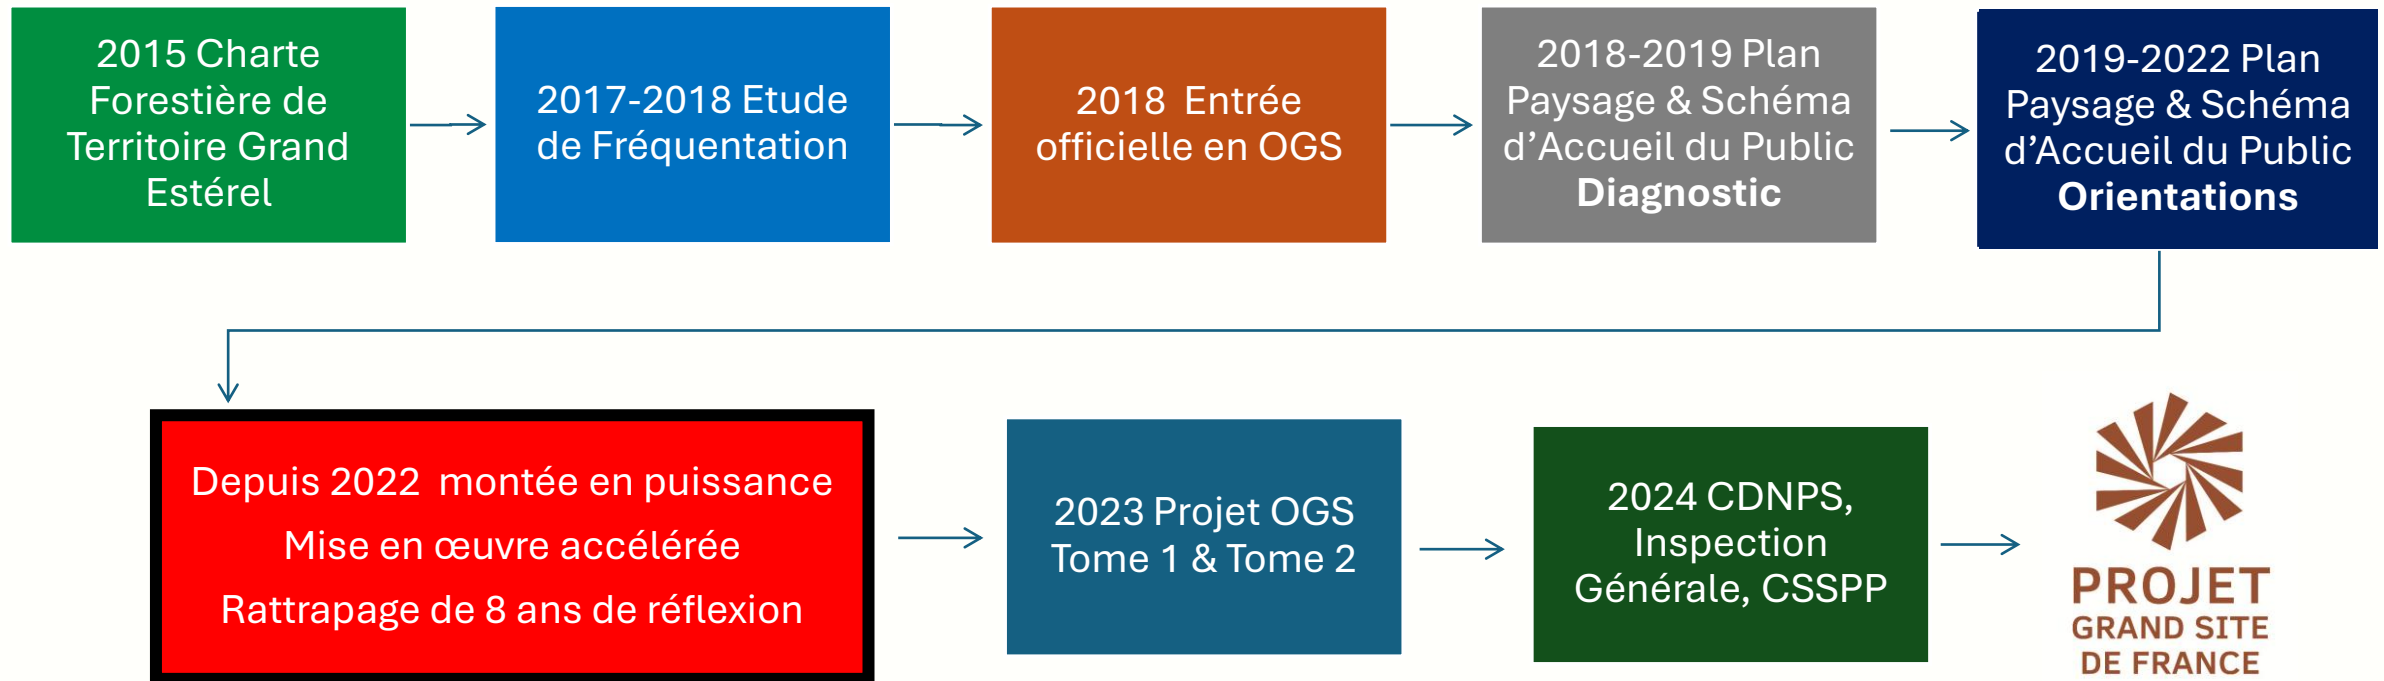 2015 Charte
Forestière de
Territoire Grand
Estérel
2017-2018 Etude
de Fréquentation
2018 Entrée
officielle en OGS
2018-2019 Plan
Paysage & Schéma
d’Accueil du Public
Diagnostic
2019-2022 Plan
Paysage & Schéma
d’Accueil du Public
Orientations
Depuis 2022 montée en puissance
Mise en œuvre accélérée
Rattrapage de 8 ans de réflexion
2023 Projet OGS
Tome 1 & Tome 2
2024 CDNPS,
Inspection
Générale, CSSPP
PROJET
GRAND SITE
DE FRANCE